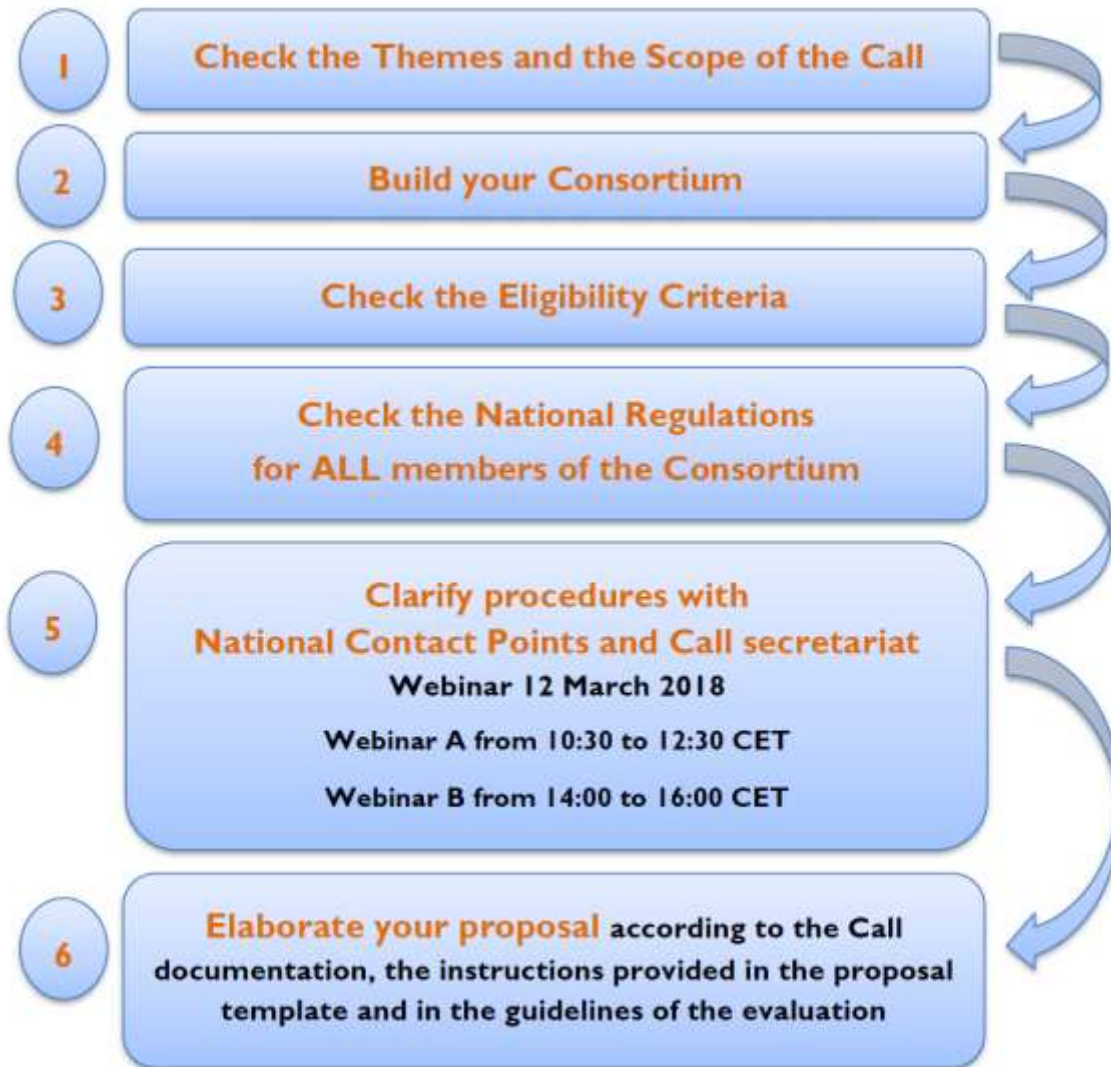 1
Check the Themes and the Scope of the Call
2
Build your Consortium
3
Check the Eligibility Criteria
4
Check the National Regulations
for ALL members of the Consortium
5
Clarify procedures with
National Contact Points and Call secretariat
Webinar 12 March 2018
Webinar A from 10:30 to 12:30 CET
Webinar B from 14:00 to 16:00 CET
6
Elaborate your proposal according to the Call
documentation, the instructions provided in the proposal
template and in the guidelines of the evaluation